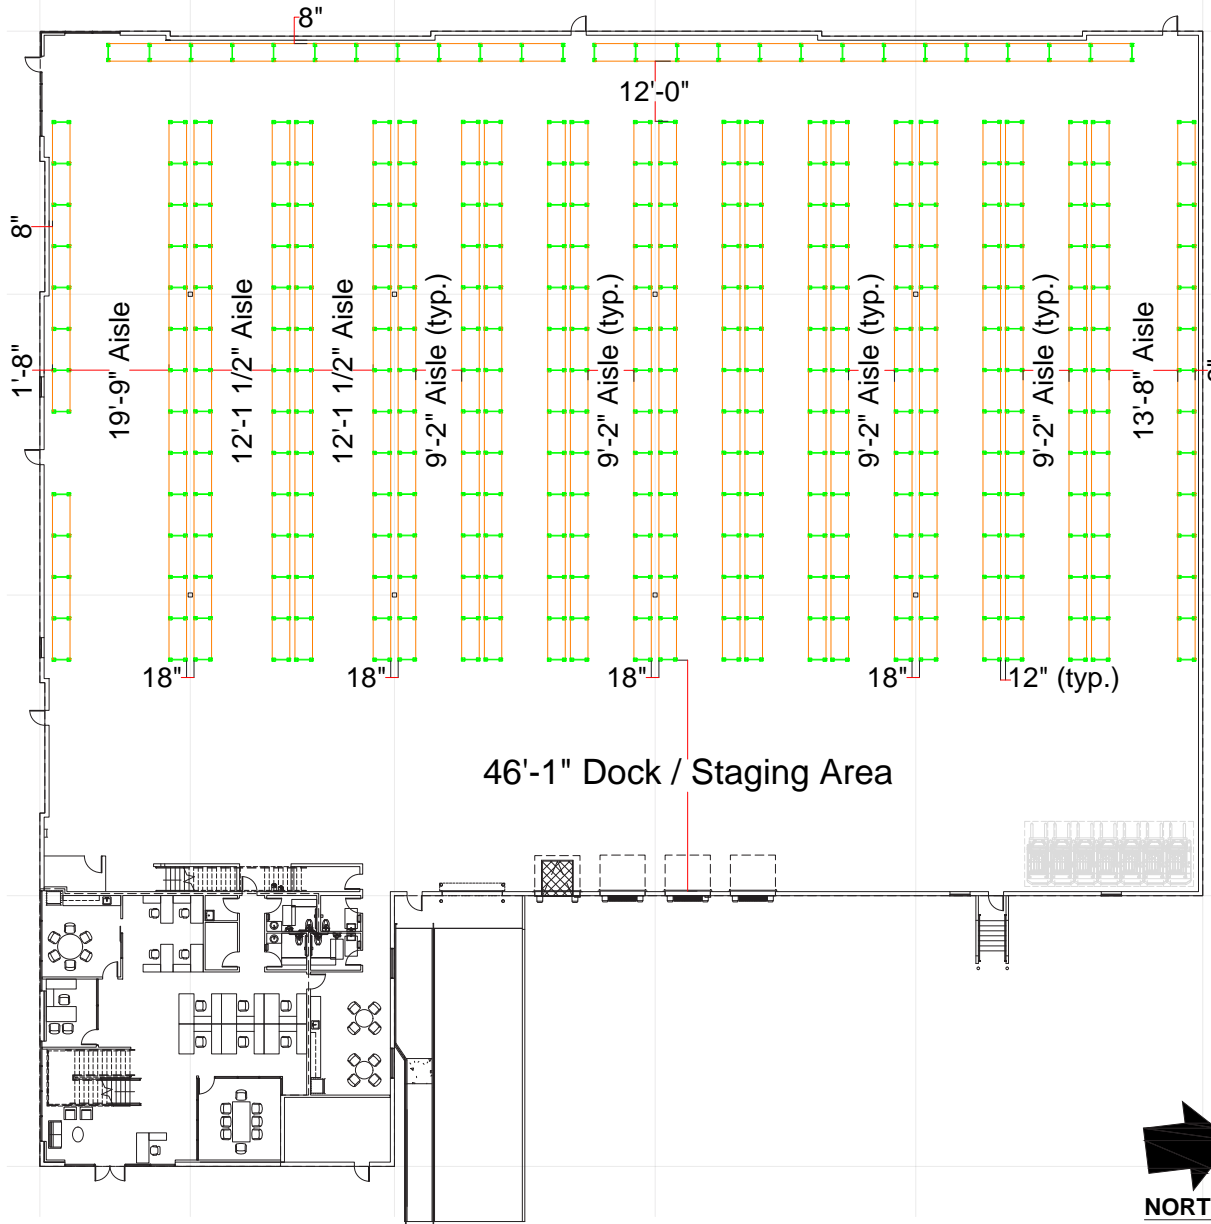 8"
12'-0"
8"
1'-8"
19'-9" Aisle
12'-1 1/2" Aisle
12'-1 1/2" Aisle
9'-2" Aisle (typ.)
9'-2" Aisle (typ.)
9'-2" Aisle (typ.)
9'-2" Aisle (typ.)
13'-8" Aisle
18"
18"
18"
18"
12" (typ.)
46'-1" Dock / Staging Area
NORT